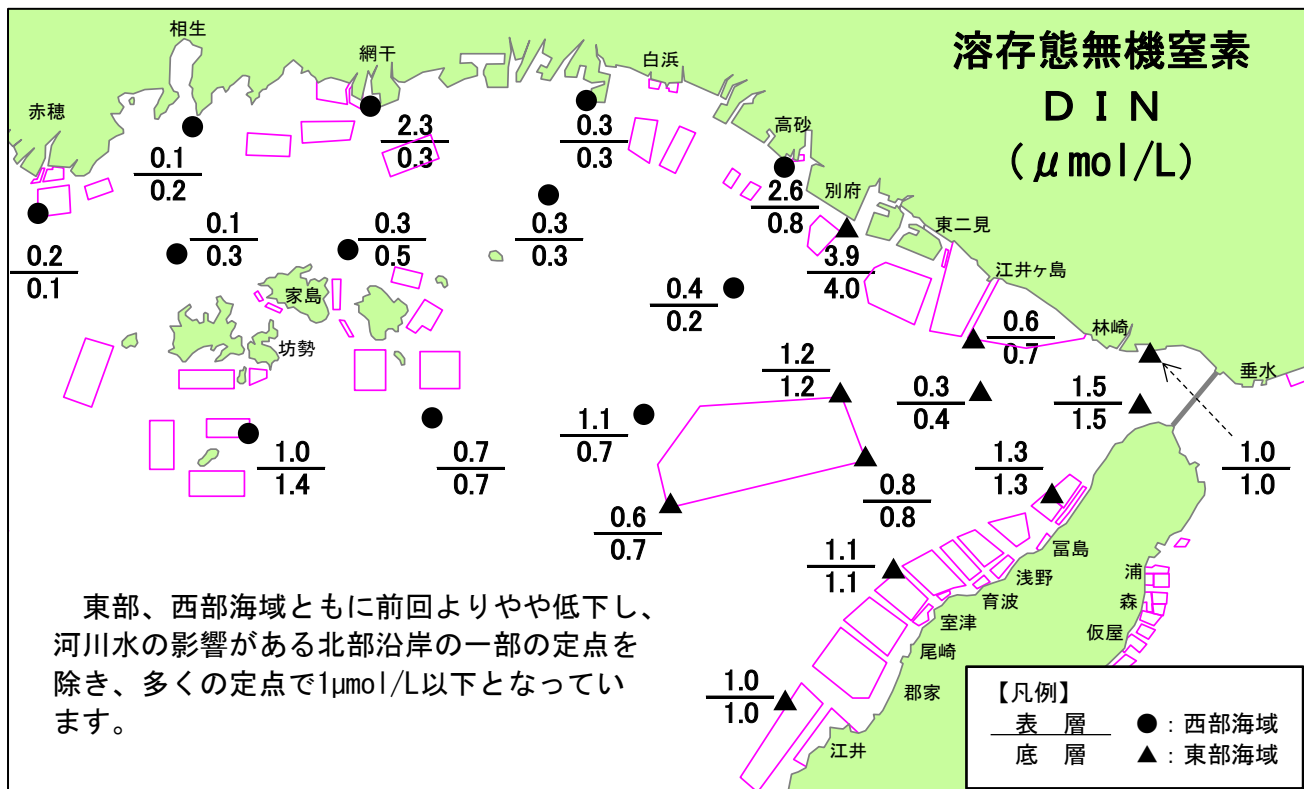 溶存態無機窒素
DIN
(μmol/L)
相生
網干
白浜
赤穂
高砂
別府
東二見
江井ヶ島
林崎
垂水
家島
坊勢
0.1
0.2
2.3
0.3
0.3
0.3
2.6
0.8
0.2
0.1
0.1
0.3
0.3
0.5
0.3
0.3
3.9
4.0
0.4
0.2
0.6
0.7
1.2
1.2
0.3
0.4
1.5
1.5
1.0
1.0
1.0
1.4
0.7
0.7
1.1
0.7
0.8
0.8
1.3
1.3
0.6
0.7
1.1
1.1
1.0
1.0
冨島
浅野
育波
室津
尾崎
郡家
江井
浦
森
仮屋
東部、西部海域ともに前回よりやや低下し、
河川水の影響がある北部沿岸の一部の定点を
除き、多くの定点で1μmol/L以下となってい
ます。
【凡例】
表 層 ●:西部海域
底 層 ▲:東部海域